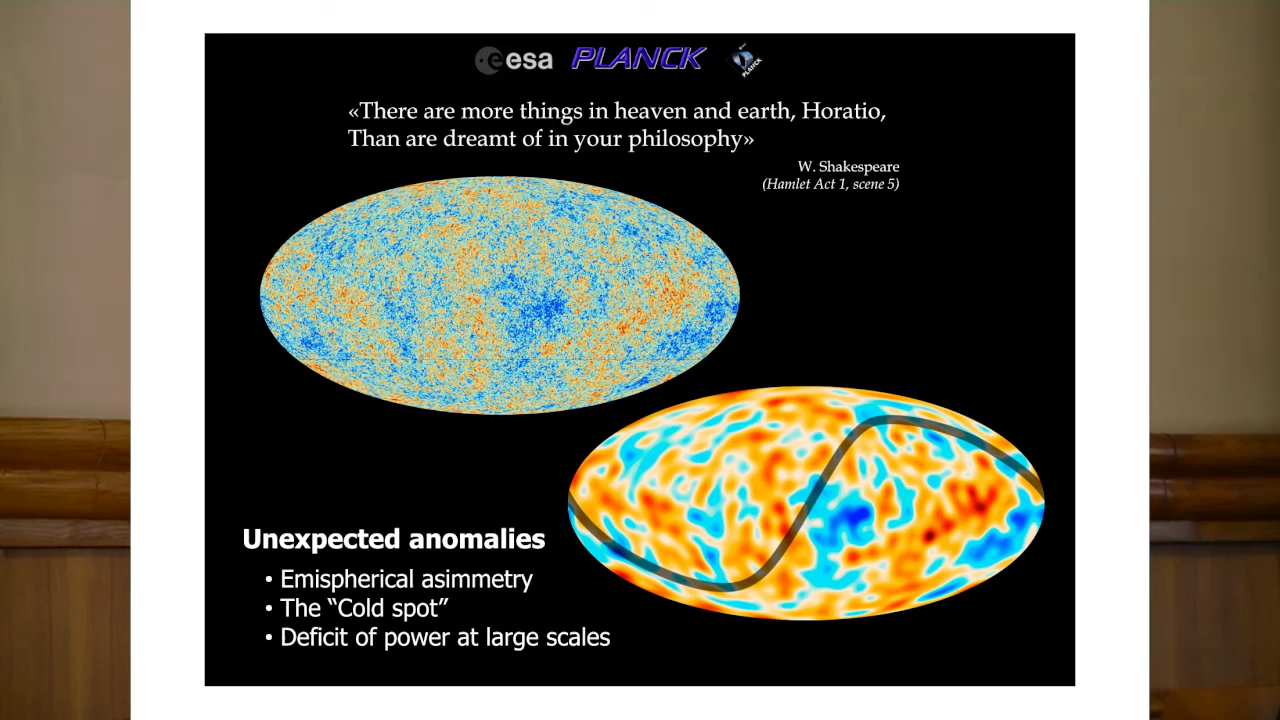 esa PLANCK PLANCK
«There are more things in heaven and earth, Horatio,
Than are dreamt of in your philosophy»
W. Shakespeare
(Hamlet Act 1, scene 5)
Unexpected anomalies
• Emispherical asimmetry
• The “Cold spot”
• Deficit of power at large scales